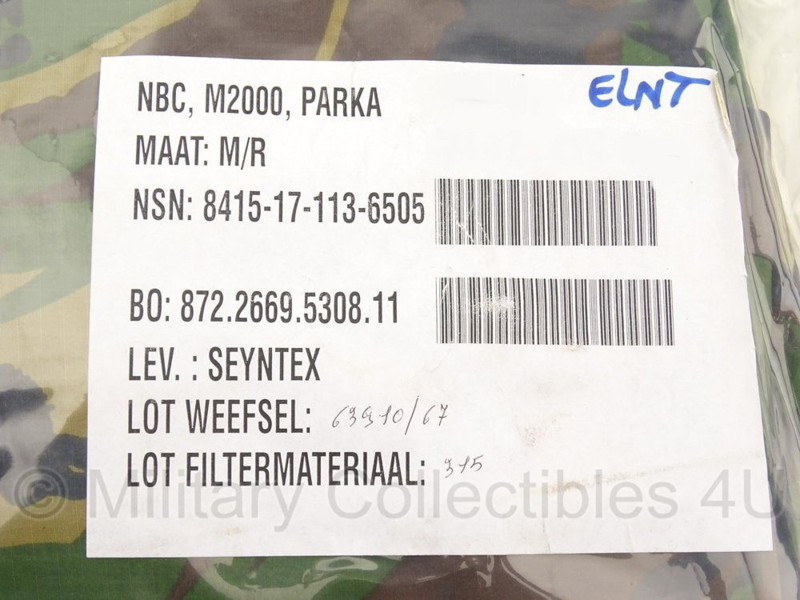 NBC, M2000, PARKA
ELNT
MAAT: M/R
NSN: 8415-17-113-6505
BO: 872.2669.5308.11
LEV. : SEYNTEX
LOT WEEFSEL: 63910/67
LOT FILTERMATERIAAL: 315
© Military Collectibles 4U